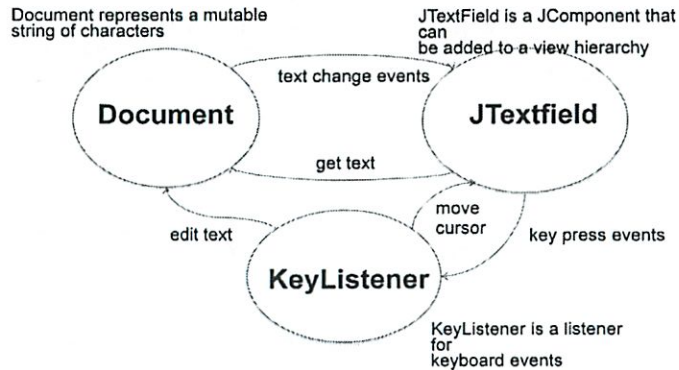 Document represents a mutable
string of characters
JTextField is a JComponent that
can
be added to a view hierarchy
text change events
Document
JTextfield
get text
move
cursor
edit text
key press events
KeyListener
KeyListener is a listener
for
keyboard events